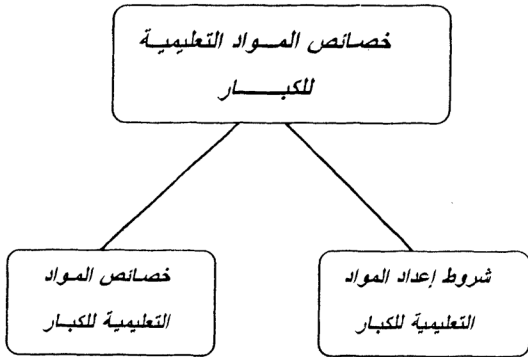 خصائص المواد التعليمية
للكبار
شروط إعداد المواد
التعليمية للكبار
خصائص المواد
التعليمية للكبار